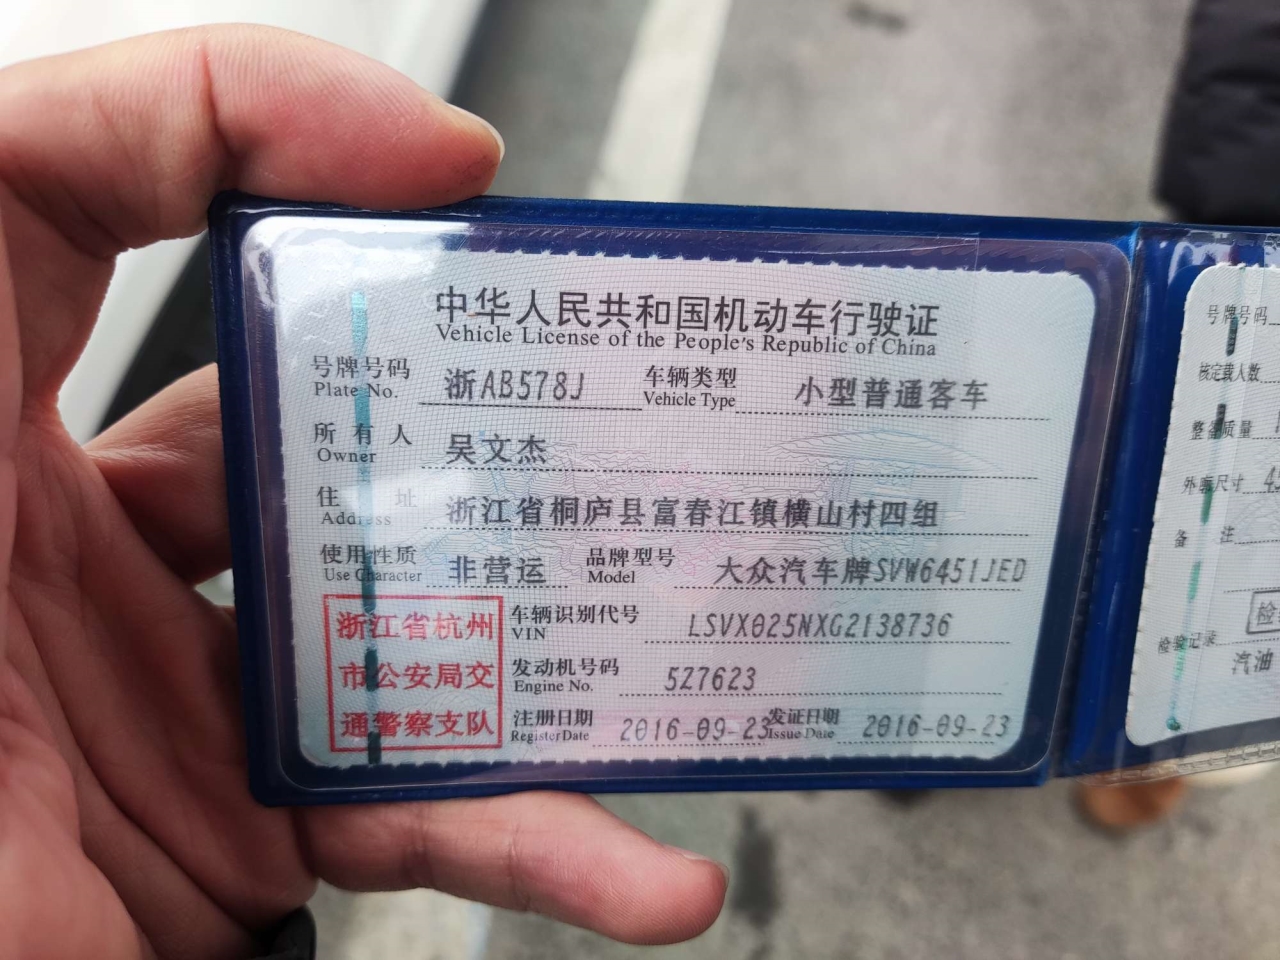 中华人民共和国机动车行驶证
Vehicle License of the People's Republic of China
号牌号码 浙AB578J 车辆类型 小型普通客车
Plate No. Vehicle Type
所有人 吴文杰
Owner
住址 浙江省桐庐县富春江镇横山村四组
Address
使用性质 非营运 品牌型号 大众汽车牌SVW6451JED
Use Character Model
浙江省杭州
市公安局交
通警察支队
车辆识别代号 LSVX025NXG2138736
VIN
发动机号码 5Z7623
Engine No.
注册日期 2016-09-23 发证日期 2016-09-23
Register Date Issue Date
号牌号码
核定载人数
整备质量
外廓尺寸
备注
检验记录
汽油